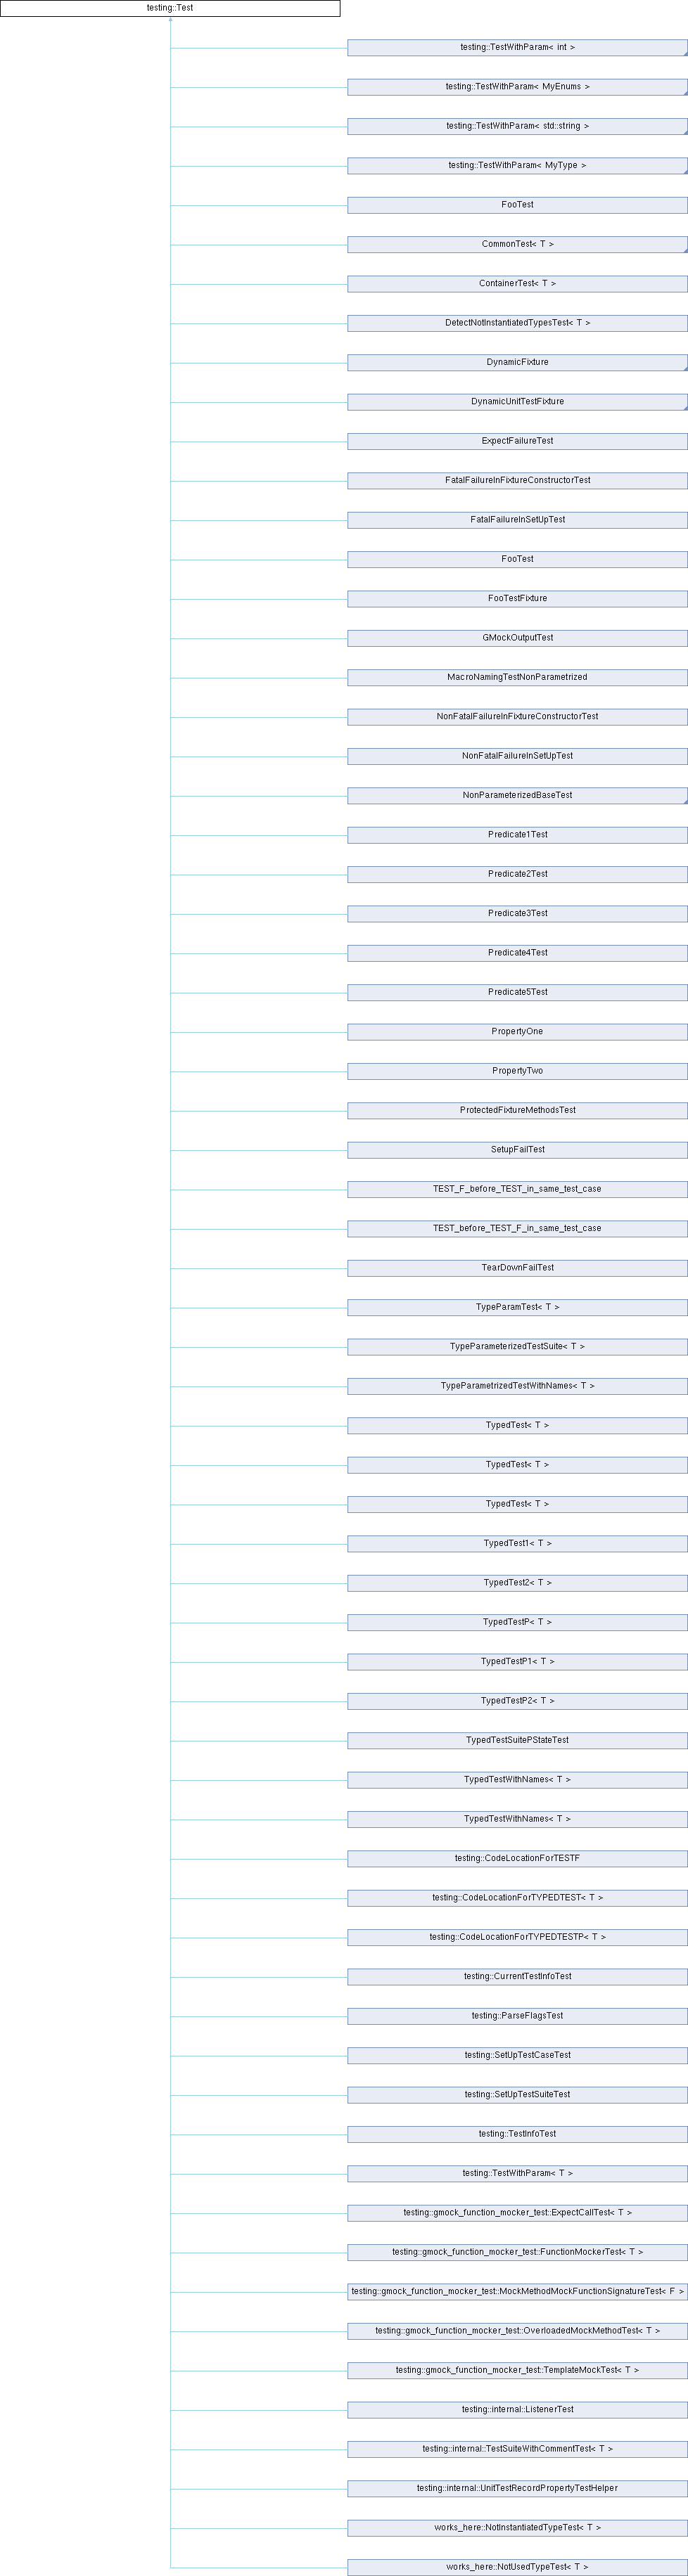 testing::Test
testing::TestWithParam< int >
testing::TestWithParam< MyEnums >
testing::TestWithParam< std::string >
testing::TestWithParam< MyType >
FooTest
CommonTest< T >
ContainerTest< T >
DetectNotInstantiatedTypesTest< T >
DynamicFixture
DynamicUnitTestFixture
ExpectFailureTest
FatalFailureInFixtureConstructorTest
FatalFailureInSetUpTest
FooTest
FooTestFixture
GMockOutputTest
MacroNamingTestNonParametrized
NonFatalFailureInFixtureConstructorTest
NonFatalFailureInSetUpTest
NonParameterizedBaseTest
Predicate1Test
Predicate2Test
Predicate3Test
Predicate4Test
Predicate5Test
PropertyOne
PropertyTwo
ProtectedFixtureMethodsTest
SetupFailTest
TEST_F_before_TEST_in_same_test_case
TEST_before_TEST_F_in_same_test_case
TearDownFailTest
TypeParamTest< T >
TypeParameterizedTestSuite< T >
TypeParametrizedTestWithNames< T >
TypedTest< T >
TypedTest< T >
TypedTest< T >
TypedTest1< T >
TypedTest2< T >
TypedTestP< T >
TypedTestP1< T >
TypedTestP2< T >
TypedTestSuitePStateTest
TypedTestWithNames< T >
TypedTestWithNames< T >
testing::CodeLocationForTESTF
testing::CodeLocationForTYPEDTEST< T >
testing::CodeLocationForTYPEDTESTP< T >
testing::CurrentTestInfoTest
testing::ParseFlagsTest
testing::SetUpTestCaseTest
testing::SetUpTestSuiteTest
testing::TestInfoTest
testing::TestWithParam< T >
testing::gmock_function_mocker_test::ExpectCallTest< T >
testing::gmock_function_mocker_test::FunctionMockerTest< T >
testing::gmock_function_mocker_test::MockMethodMockFunctionSignatureTest< F >
testing::gmock_function_mocker_test::OverloadedMockMethodTest< T >
testing::gmock_function_mocker_test::TemplateMockTest< T >
testing::internal::ListenerTest
testing::internal::TestSuiteWithCommentTest< T >
testing::internal::UnitTestRecordPropertyTestHelper
works_here::NotInstantiatedTypeTest< T >
works_here::NotUsedTypeTest< T >